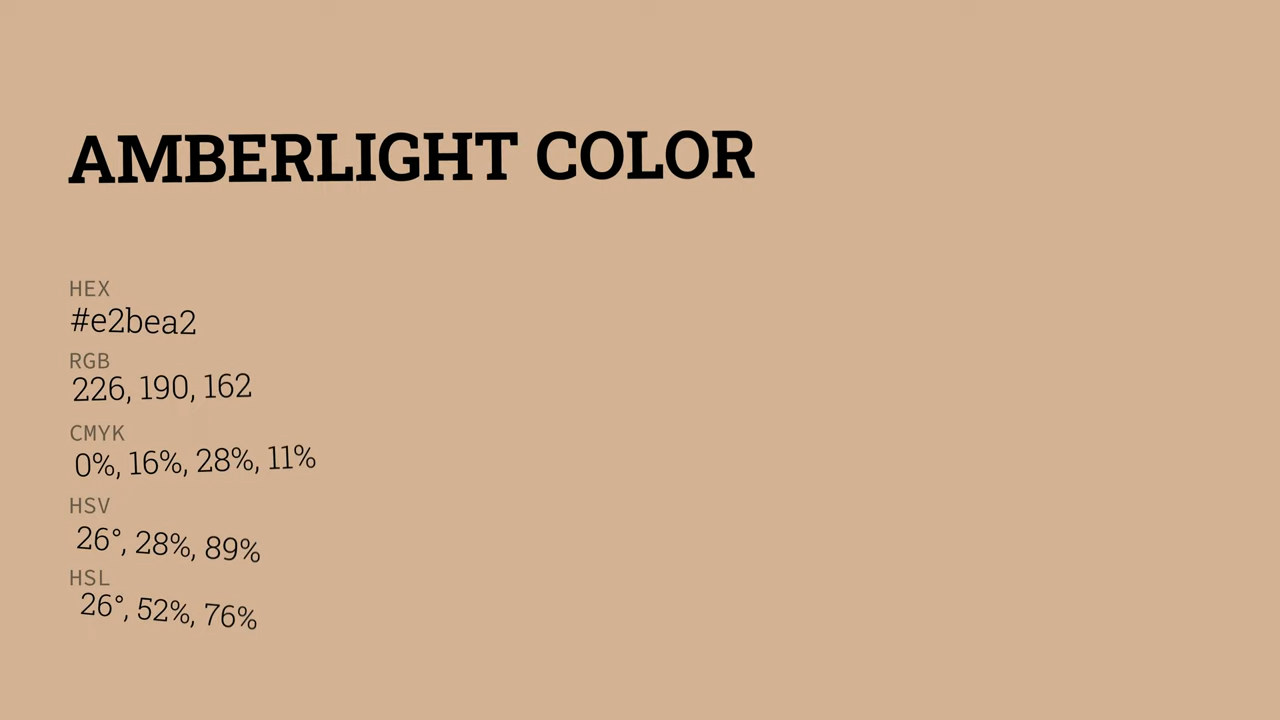 AMBERLIGHT COLOR
HEX
#e2bea2
RGB
226, 190, 162
CMYK
0%, 16%, 28%, 11%
HSV
26°, 28%, 89%
HSL
26°, 52%, 76%